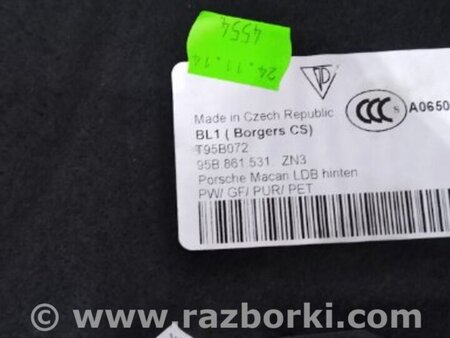 4554
24.11.14
Made in Czech Republic
BL1 ( Borgers CS)
T95B072
95B.861.531 ZN3
Porsche Macan LDB hinten
PW/ GF/ PUR/ PET
CCC S A0650
© www.razborki.com